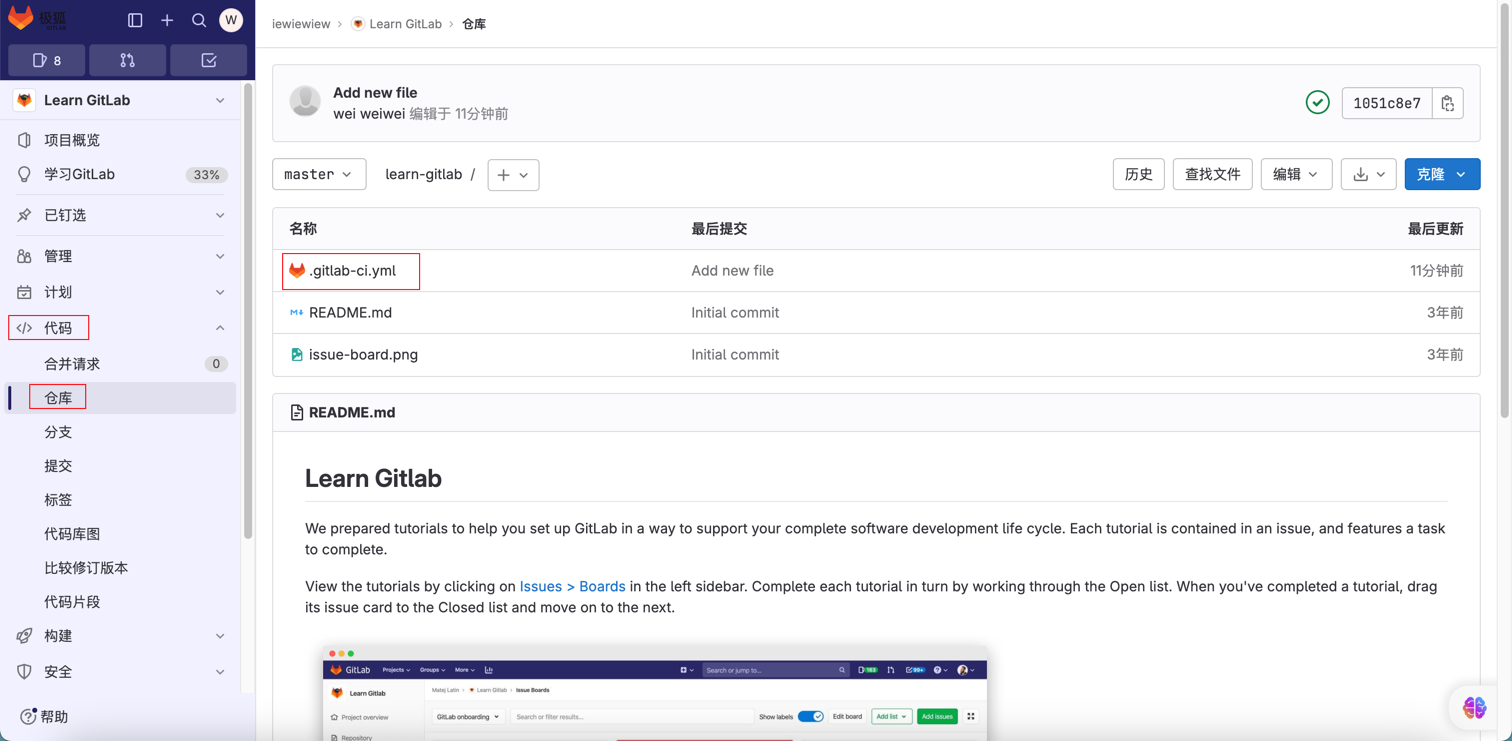 极狐
W
8
Learn GitLab
项目概览
学习GitLab 33%
已钉选
管理
计划
代码
合并请求 0
仓库
分支
提交
标签
代码库图
比较修订版本
代码片段
构建
安全
帮助
iewiewiew › Learn GitLab › 仓库
Add new file
wei weiwei 编辑于 11分钟前
1051c8e7
master learn-gitlab / +
历史 查找文件 编辑 克隆
名称 最后提交 最后更新
.gitlab-ci.yml Add new file 11分钟前
README.md Initial commit 3年前
issue-board.png Initial commit 3年前
README.md
Learn Gitlab
We prepared tutorials to help you set up GitLab in a way to support your complete software development life cycle. Each tutorial is contained in an issue, and features a task
to complete.
View the tutorials by clicking on Issues > Boards in the left sidebar. Complete each tutorial in turn by working through the Open list. When you've completed a tutorial, drag
its issue card to the Closed list and move on to the next.
GitLab Projects Groups More Search or jump to... 163 99+
Learn Gitlab
Malej Latin › Learn Gitlab › Issue Boards
Project overview
GitLab onboarding Search or filter results... Show labels Edit board Add list Add issues
Repository